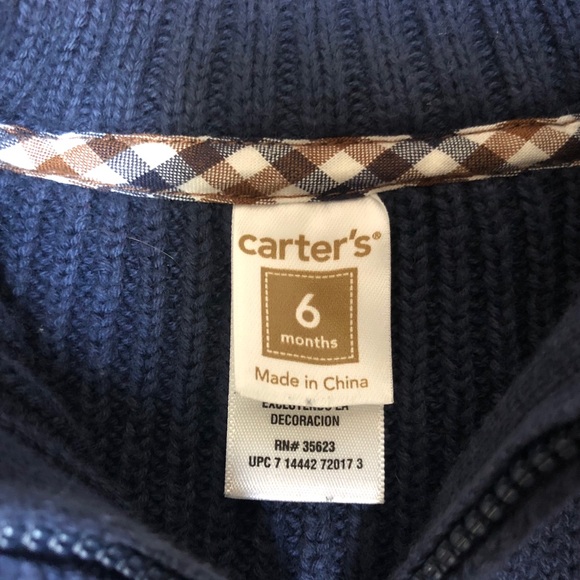 carter's®
6
months
Made in China
EXCLUYENDO LA
DECORACION
RN# 35623
UPC 7 14442 72017 3